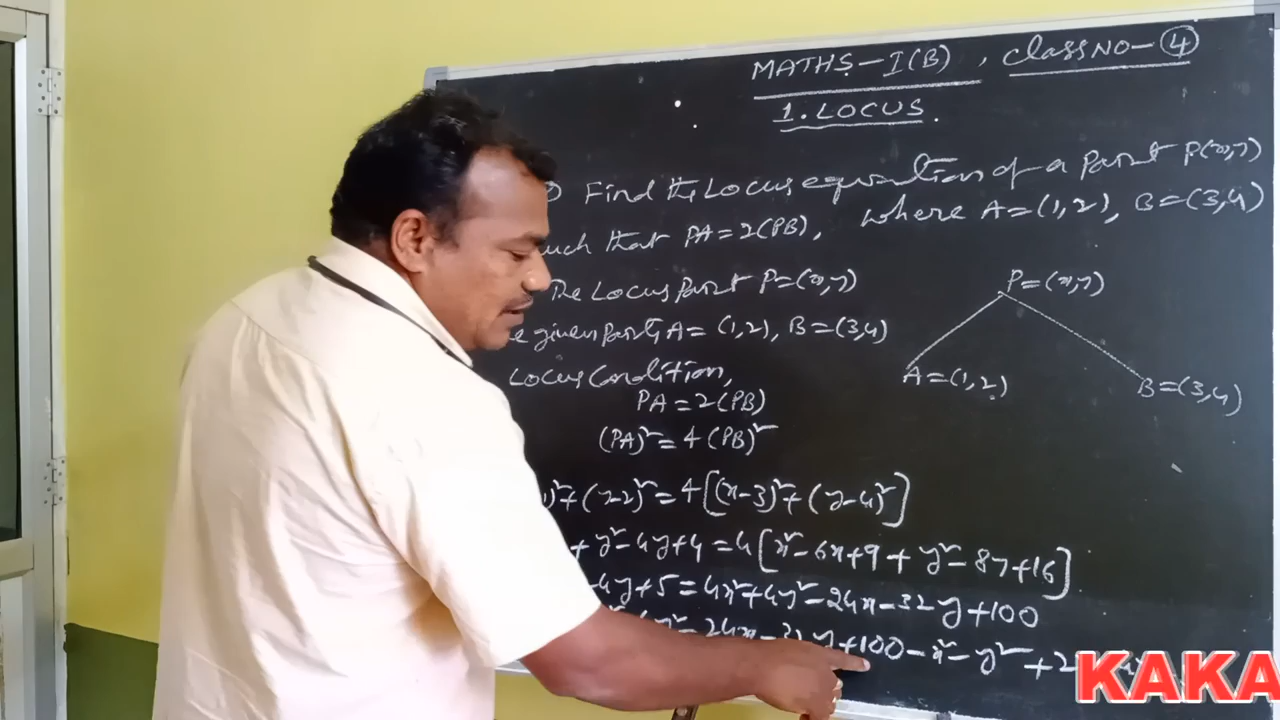 MATHS-I(B), class NO-④
1. LOCUS.
Find the Locus equation of a Point P(x,y)
such that PA=2(PB), where A=(1,2), B=(3,4)
The Locus Point P=(x,y)
given Points A=(1,2), B=(3,4)
Locus Condition,
PA=2(PB)
(PA)²=4(PB)²
)²+(y-2)²=4[(x-3)²+(y-4)²]
+y²-4y+4=4[x²-6x+9+y²-8y+16]
-4y+5=4x²+4y²-24x-32y+100
4y²-24x-32y+100-x²-y²+2
P=(x,y)
A=(1,2)
B=(3,4)
KAKA